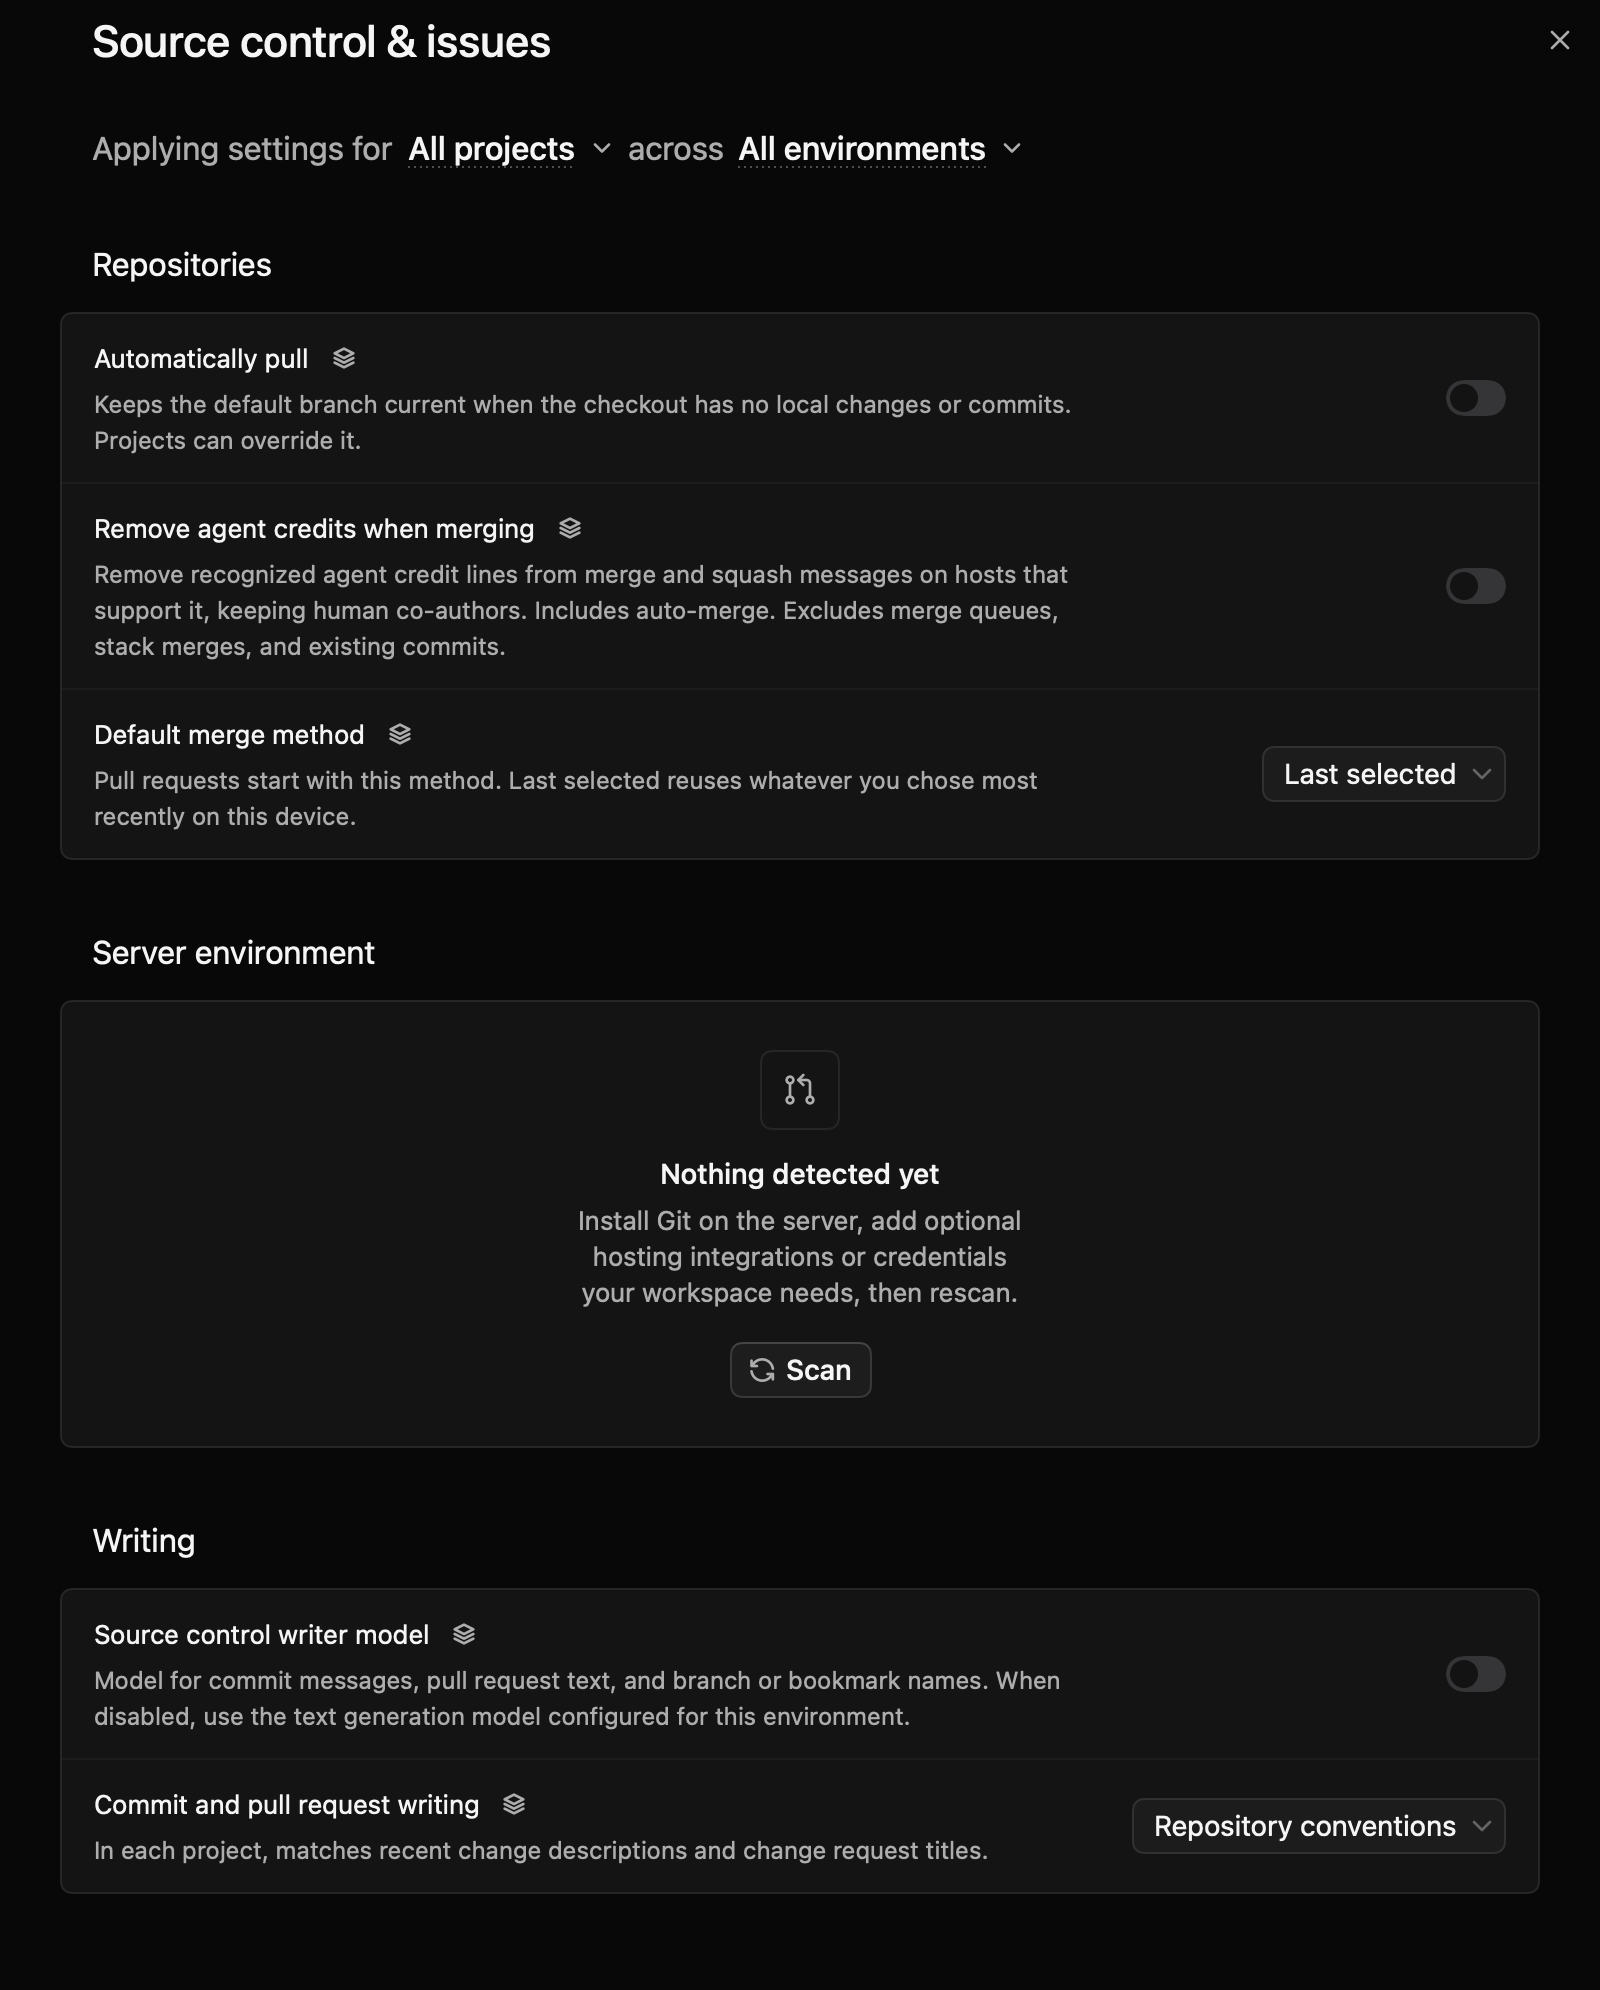 Source control & issues
Applying settings for All projects across All environments
Repositories
Automatically pull
Keeps the default branch current when the checkout has no local changes or commits.
Projects can override it.
Remove agent credits when merging
Remove recognized agent credit lines from merge and squash messages on hosts that
support it, keeping human co-authors. Includes auto-merge. Excludes merge queues,
stack merges, and existing commits.
Default merge method
Pull requests start with this method. Last selected reuses whatever you chose most
recently on this device.
Last selected
Server environment
Nothing detected yet
Install Git on the server, add optional
hosting integrations or credentials
your workspace needs, then rescan.
Scan
Writing
Source control writer model
Model for commit messages, pull request text, and branch or bookmark names. When
disabled, use the text generation model configured for this environment.
Commit and pull request writing
In each project, matches recent change descriptions and change request titles.
Repository conventions